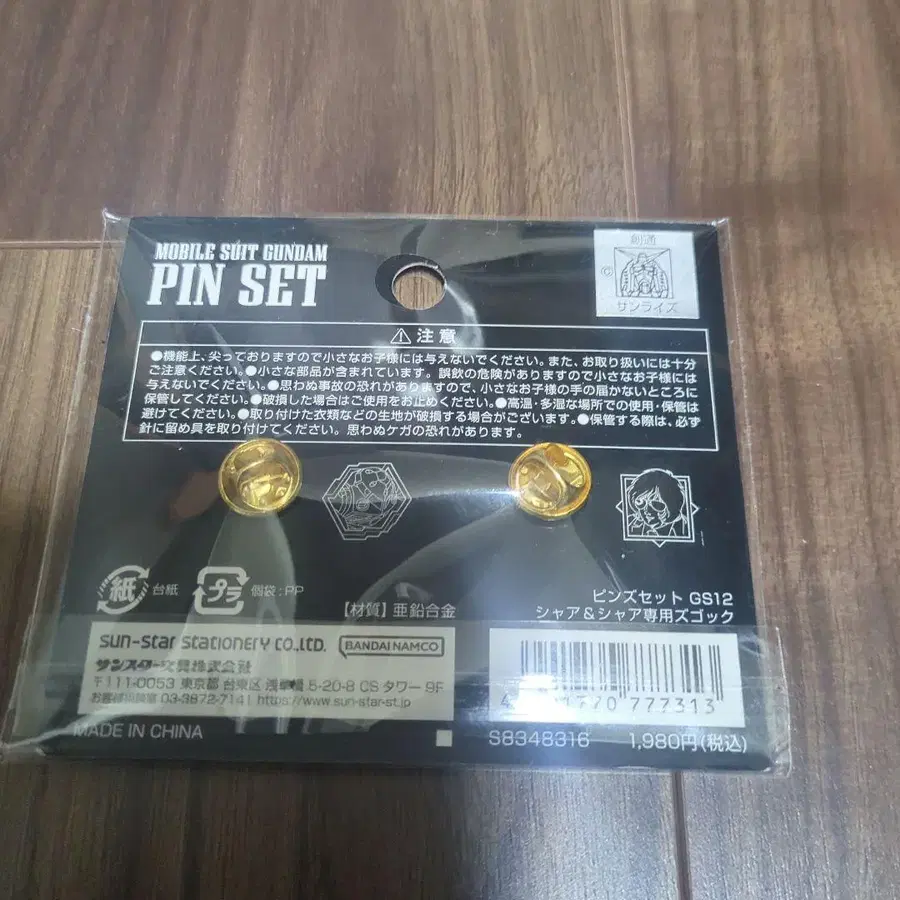 MOBILE SUIT GUNDAM
PIN SET
創通
©
サンライズ
⚠注意
●機能上、尖っておりますので小さなお子様には与えないでください。また、お取り扱いには十分
ご注意ください。●小さな部品が含まれています。誤飲の危険がありますので小さなお子様には
与えないでください。●思わぬ事故の恐れがありますので、小さなお子様の手の届かないところに
保管してください。●破損した場合はご使用をお止めください。●高温・多湿な場所での使用・保管は
避けてください。●取り付けた衣類などの生地が破損する場合がございます。●保管する際は、必ず
針に留め具を取り付けてください。思わぬケガの恐れがあります。
紙 台紙
プラ 個袋:PP
【材質】亜鉛合金
ピンズセット GS12
シャア&シャア専用ズゴック
SUN-STAR STATIONERY CO.,LTD.
BANDAI NAMCO
サンスター文具株式会社
〒111-0053 東京都 台東区 浅草橋 5-20-8 CS タワー 9F
お客様相談室 03-3872-7141 https://www.sun-star-st.jp
MADE IN CHINA
777313
S8348316
1,980円(税込)